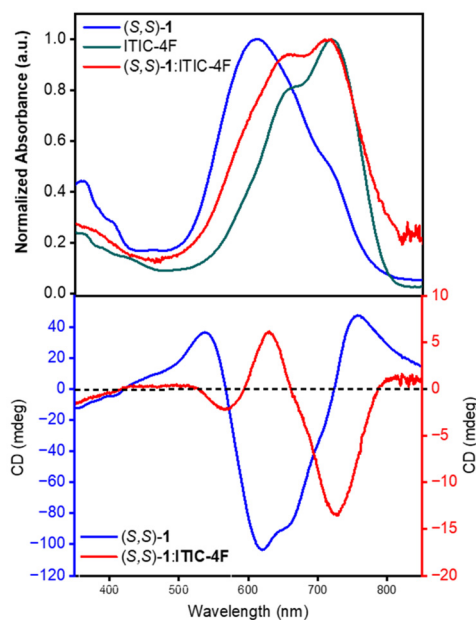 (S,S)-1
ITIC-4F
(S,S)-1:ITIC-4F
Normalized Absorbance (a.u.)
1.0
0.8
0.6
0.4
0.2
0.0
CD (mdeg)
40
20
0
−20
−40
−60
−80
−100
−120
10
5
0
−5
−10
−15
−20
CD (mdeg)
(S,S)-1
(S,S)-1:ITIC-4F
400 500 600 700 800
Wavelength (nm)